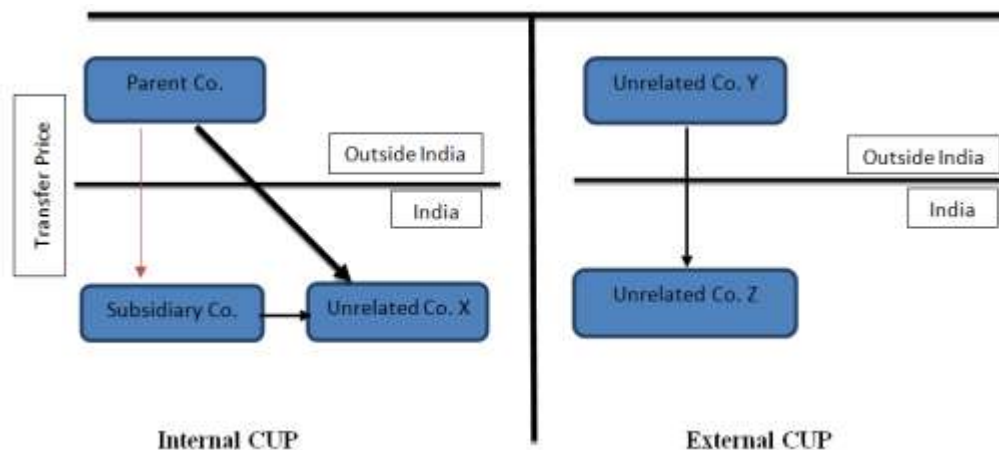 Transfer Price
Parent Co.
Outside India
India
Subsidiary Co.
Unrelated Co. X
Internal CUP
Unrelated Co. Y
Outside India
India
Unrelated Co. Z
External CUP